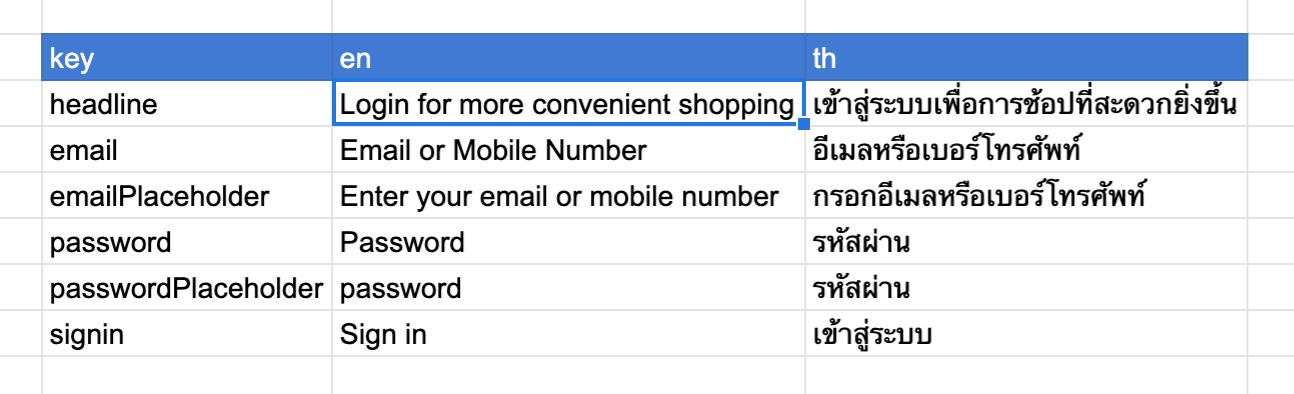 key en th
headline Login for more convenient shopping เข้าสู่ระบบเพื่อการช้อปที่สะดวกยิ่งขึ้น
email Email or Mobile Number อีเมลหรือเบอร์โทรศัพท์
emailPlaceholder Enter your email or mobile number กรอกอีเมลหรือเบอร์โทรศัพท์
password Password รหัสผ่าน
passwordPlaceholder password รหัสผ่าน
signin Sign in เข้าสู่ระบบ